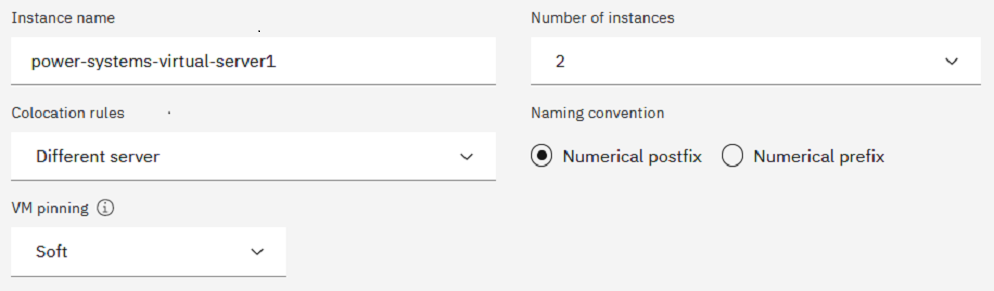 Instance name
Number of instances
power-systems-virtual-server1
2
Colocation rules
Naming convention
Different server
Numerical postfix
Numerical prefix
VM pinning
Soft